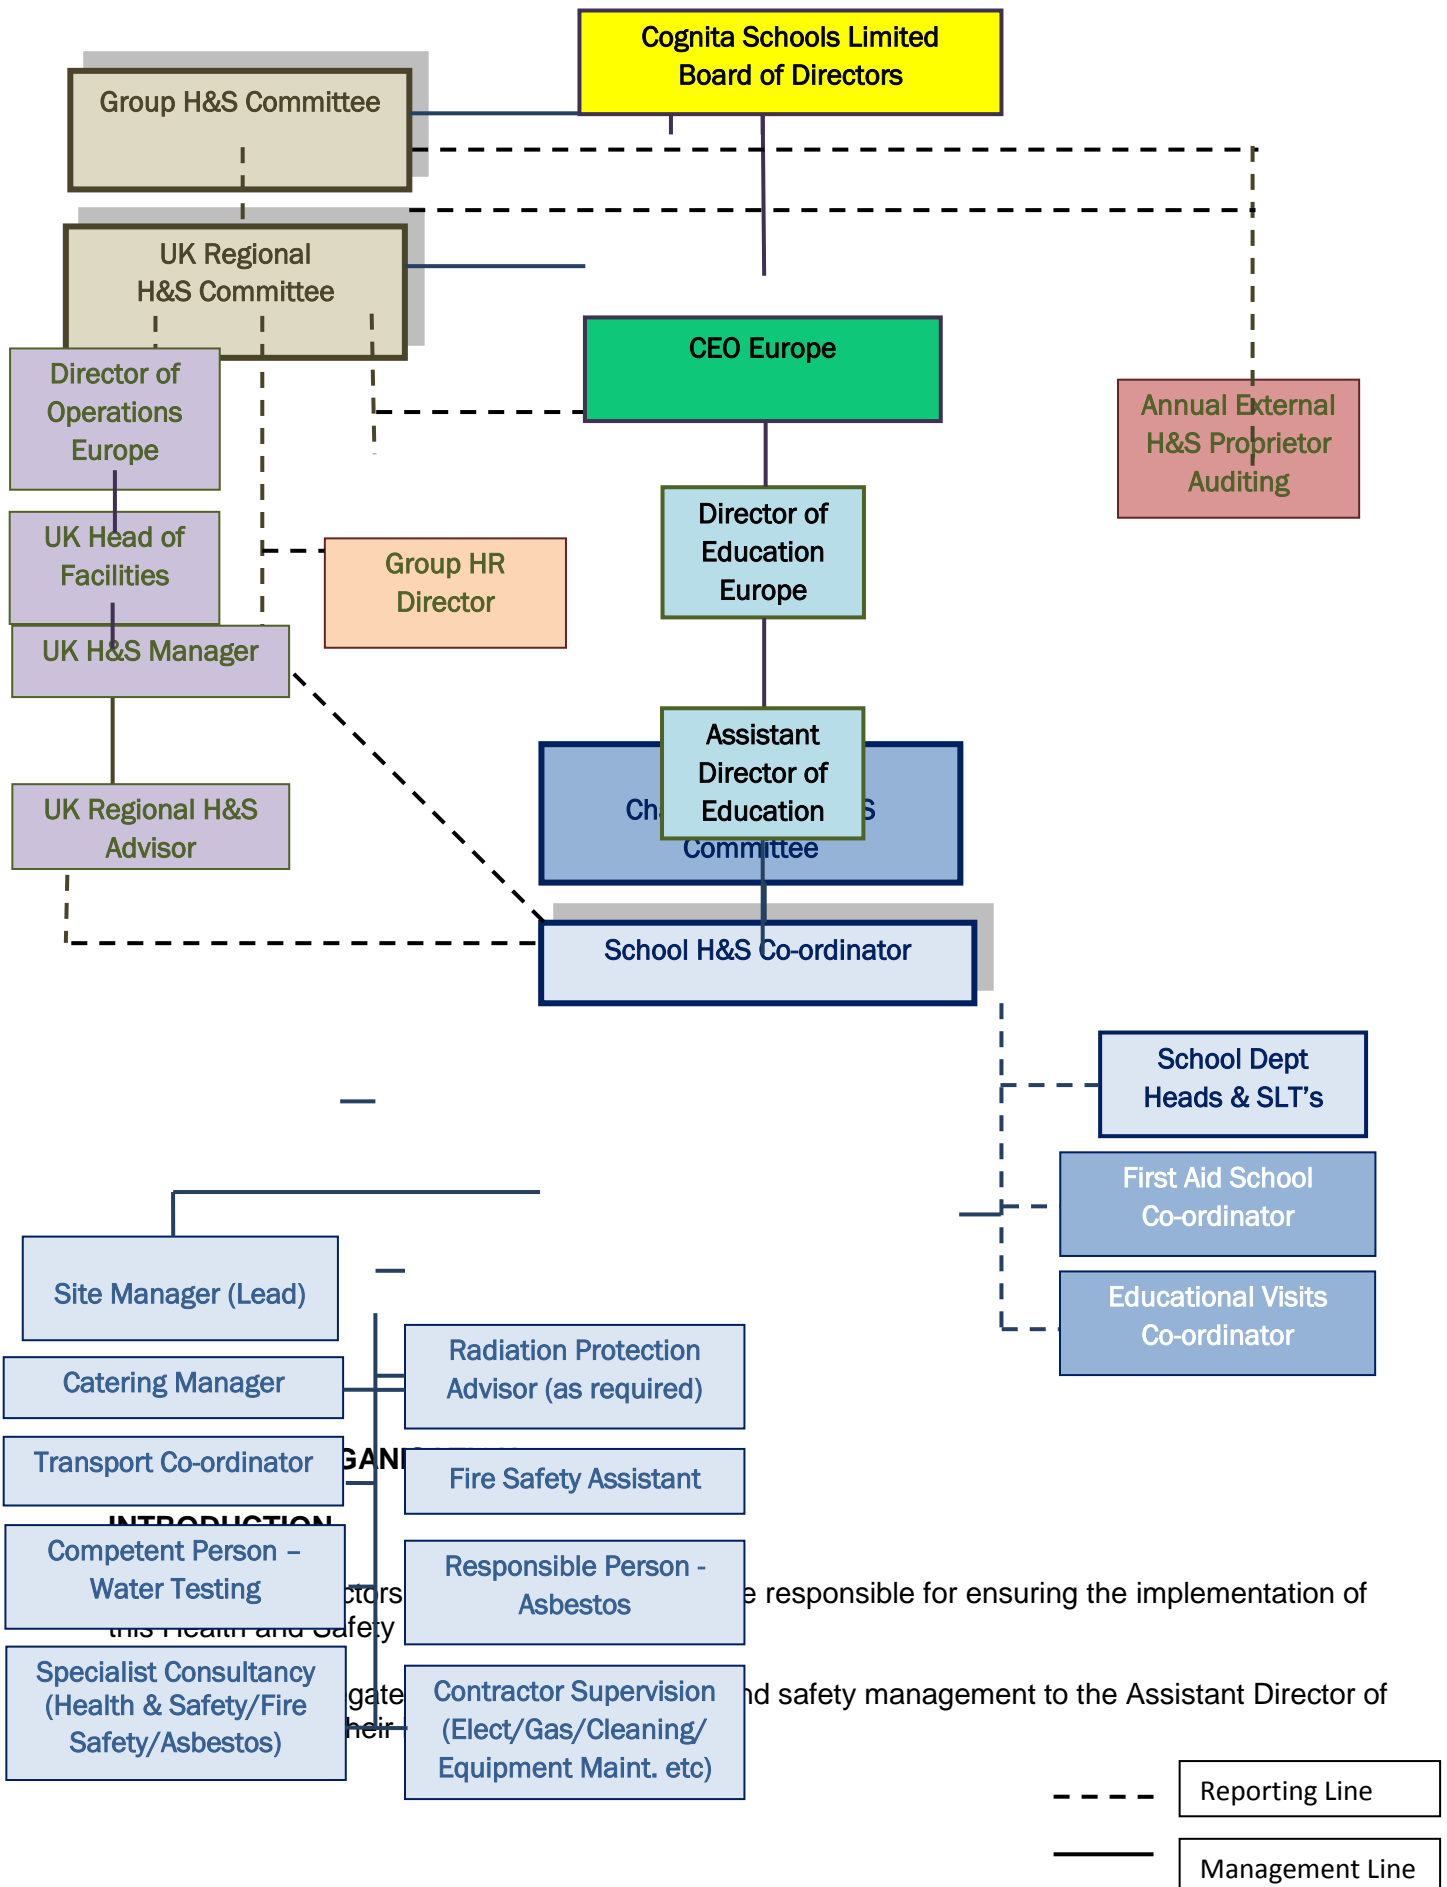 Cognita Schools Limited
Board of Directors
Group H&S Committee
UK Regional
H&S Committee
CEO Europe
Director of
Operations
Europe
Annual External
H&S Proprietor
Auditing
Director of
Education
Europe
UK Head of
Facilities
Group HR
Director
UK H&S Manager
Assistant
Director of
Education
Committee
UK Regional H&S
Advisor
School H&S Co-ordinator
School Dept
Heads & SLT’s
First Aid School
Co-ordinator
Educational Visits
Co-ordinator
Site Manager (Lead)
Radiation Protection
Advisor (as required)
Catering Manager
Transport Co-ordinator
Fire Safety Assistant
INTRODUCTION
Competent Person –
Water Testing
Responsible Person -
Asbestos
responsible for ensuring the implementation of
this Health and Safety
Specialist Consultancy
(Health & Safety/Fire
Safety/Asbestos)
Contractor Supervision
(Elect/Gas/Cleaning/
Equipment Maint. etc)
safety management to the Assistant Director of
Reporting Line
Management Line